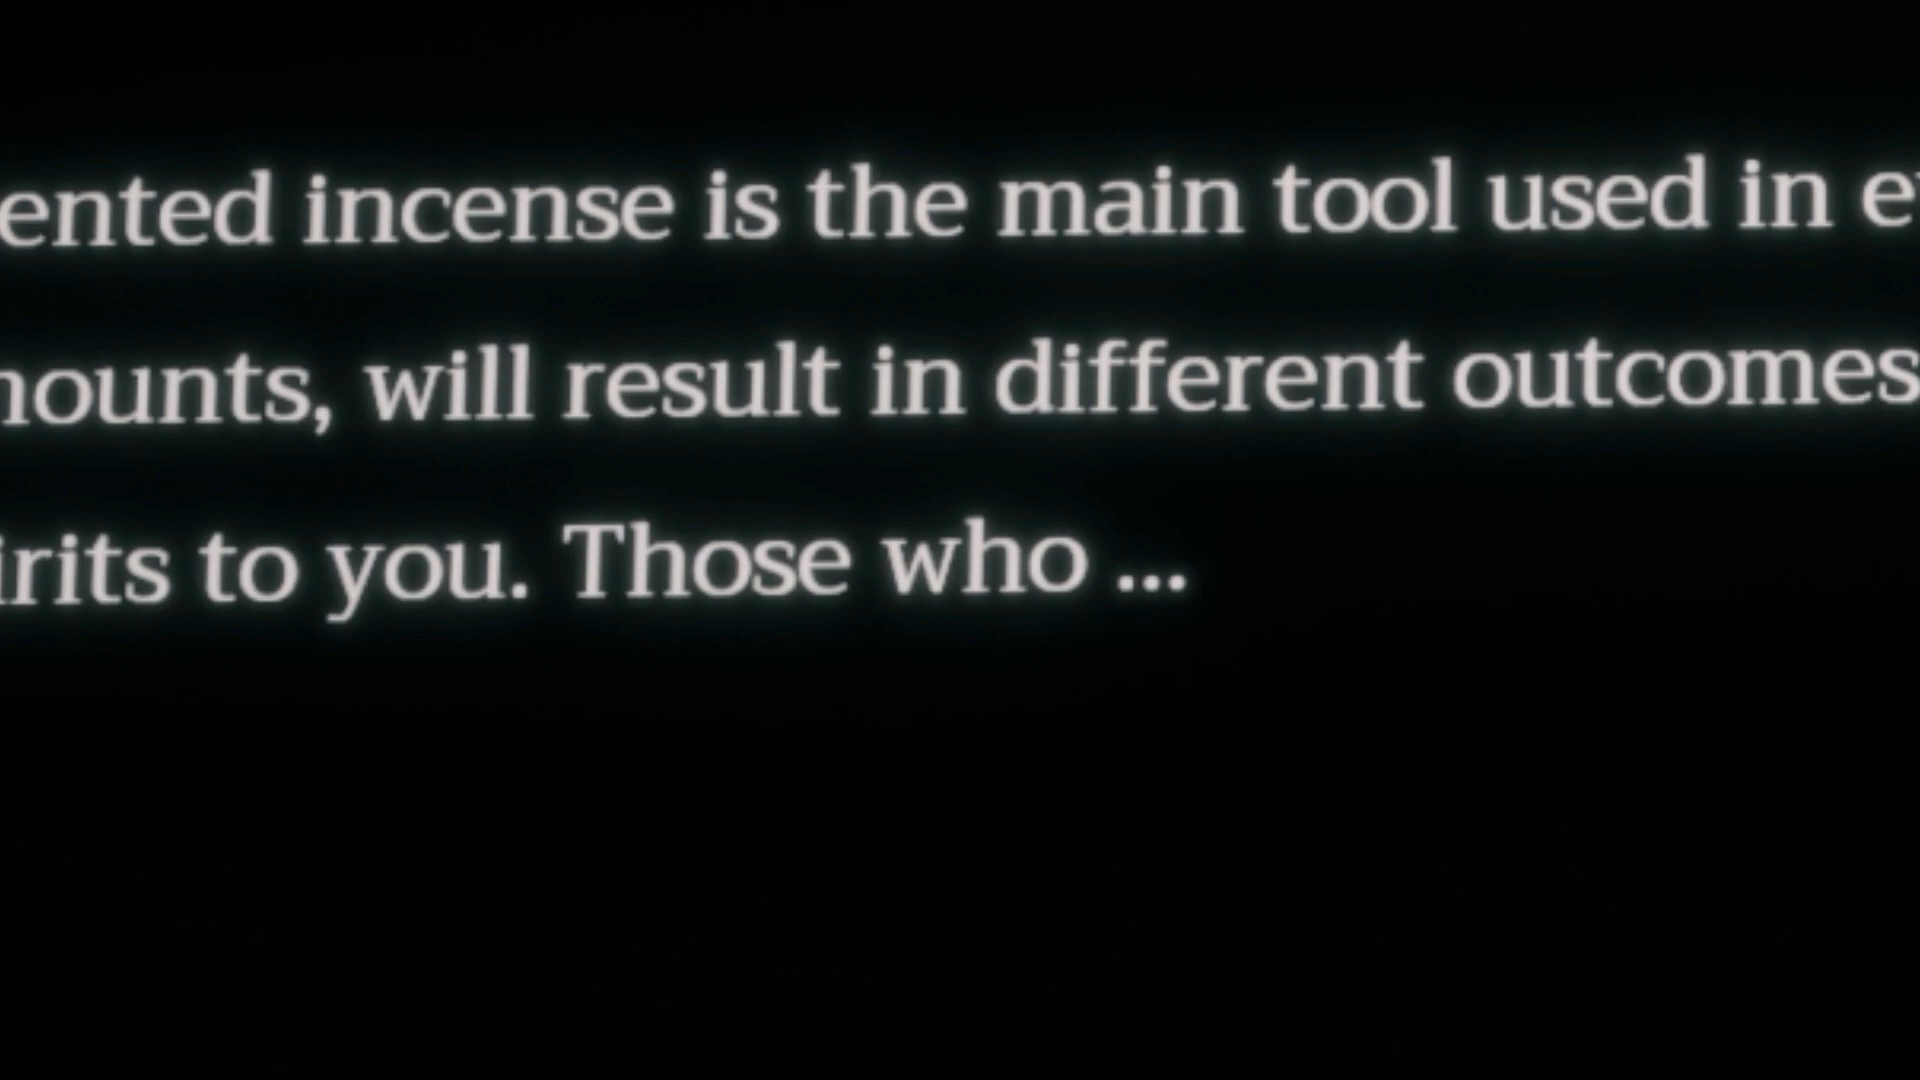 ented incense is the main tool used in e
nounts, will result in different outcomes
irits to you. Those who ...